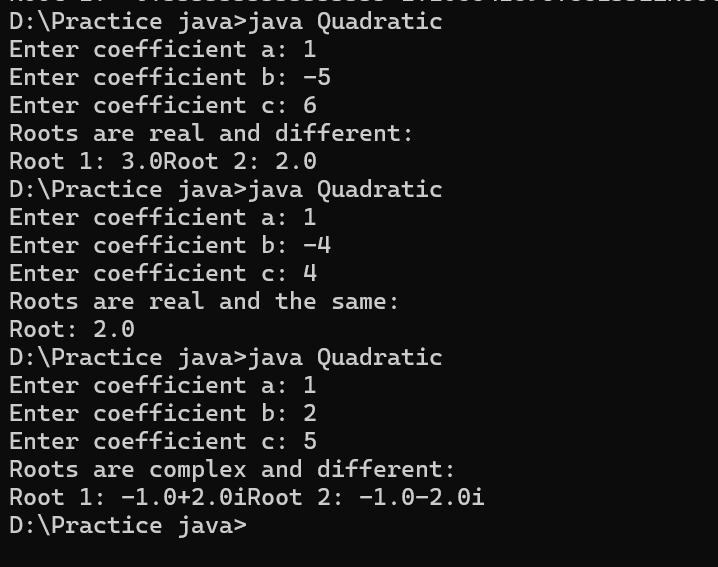 D:\Practice java>java Quadratic
Enter coefficient a: 1
Enter coefficient b: -5
Enter coefficient c: 6
Roots are real and different:
Root 1: 3.0Root 2: 2.0
D:\Practice java>java Quadratic
Enter coefficient a: 1
Enter coefficient b: -4
Enter coefficient c: 4
Roots are real and the same:
Root: 2.0
D:\Practice java>java Quadratic
Enter coefficient a: 1
Enter coefficient b: 2
Enter coefficient c: 5
Roots are complex and different:
Root 1: -1.0+2.0iRoot 2: -1.0-2.0i
D:\Practice java>